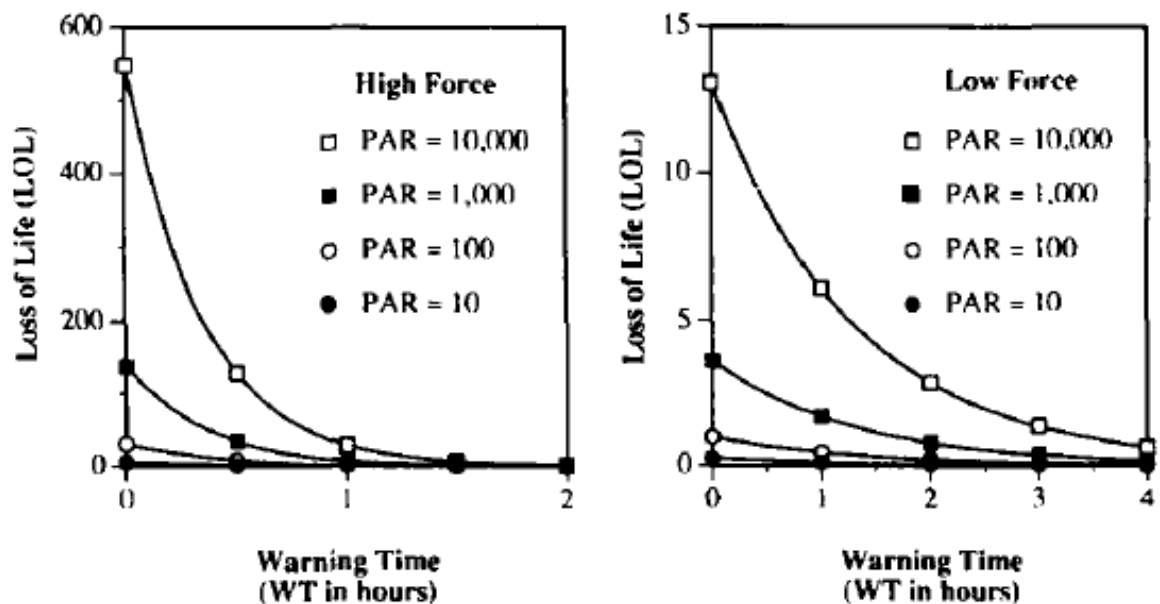 600
400
200
0
0
1
2
Loss of Life (LOL)
High Force
PAR = 10,000
PAR = 1,000
PAR = 100
PAR = 10
Warning Time
(WT in hours)
15
10
5
0
0
1
2
3
4
Loss of Life (LOL)
Low Force
PAR = 10,000
PAR = 1,000
PAR = 100
PAR = 10
Warning Time
(WT in hours)